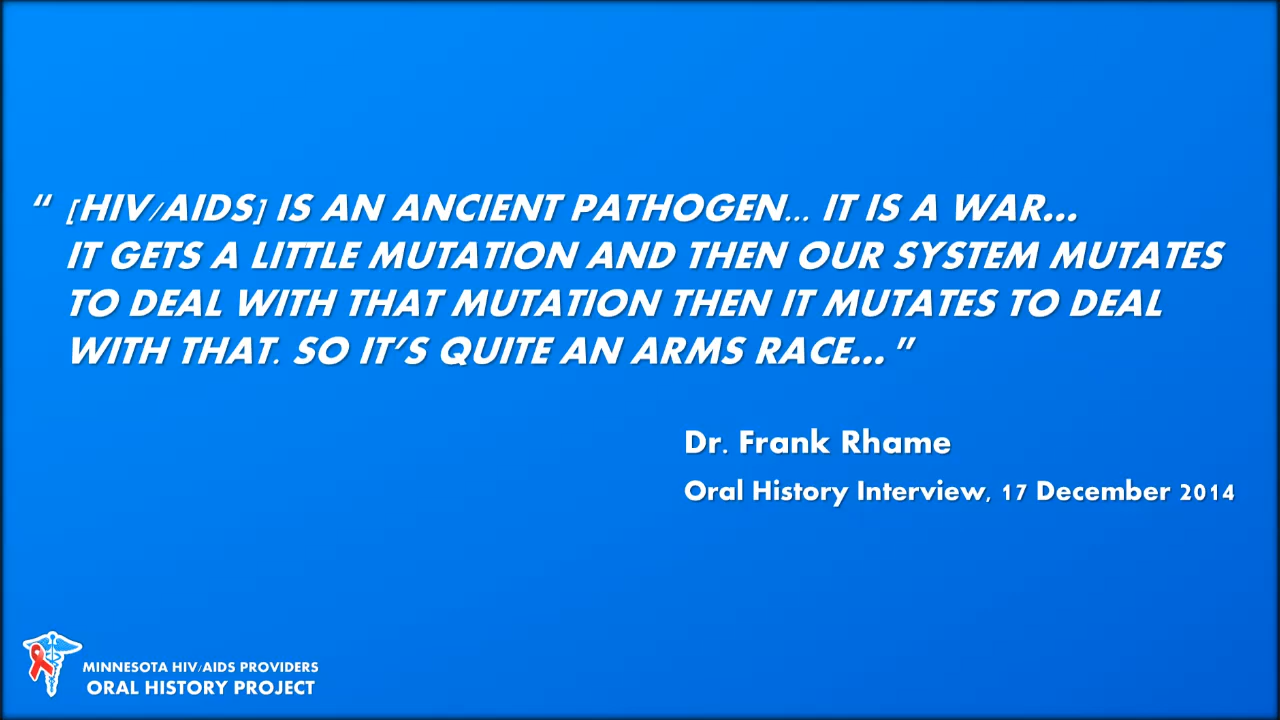 “ [HIV/AIDS] IS AN ANCIENT PATHOGEN... IT IS A WAR...
IT GETS A LITTLE MUTATION AND THEN OUR SYSTEM MUTATES
TO DEAL WITH THAT MUTATION THEN IT MUTATES TO DEAL
WITH THAT. SO IT’S QUITE AN ARMS RACE... ”
Dr. Frank Rhame
Oral History Interview, 17 December 2014
MINNESOTA HIV/AIDS PROVIDERS
ORAL HISTORY PROJECT